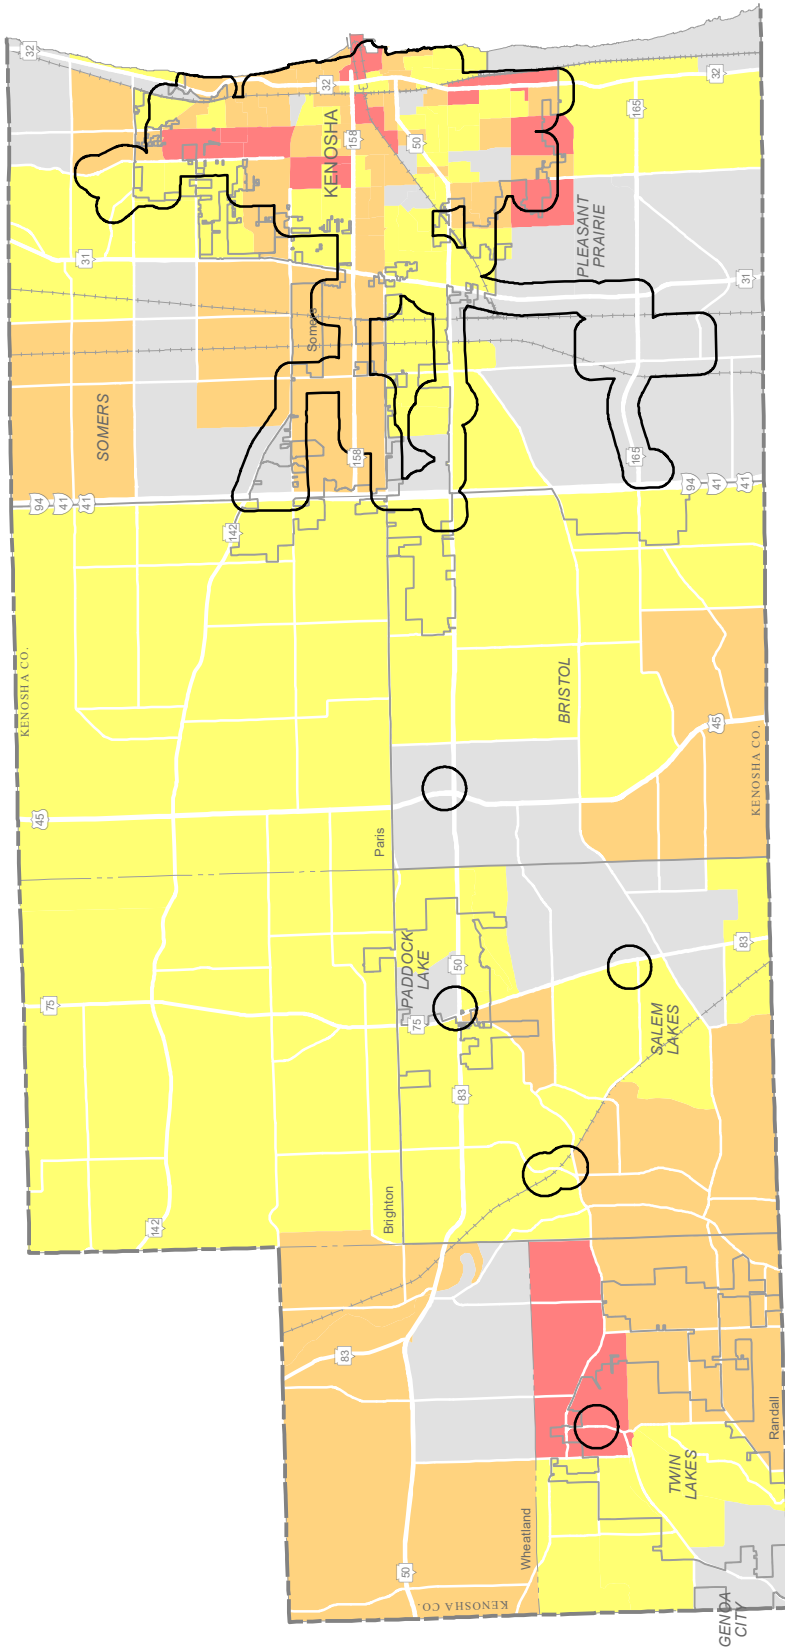 32
32
32
KENOSHA
158
50
165
PLEASANT
PRAIRIE
31
31
Somers
SOMERS
158
165
94
41
41
94
41
41
142
KENOSHA CO.
BRISTOL
45
KENOSHA CO.
45
Paris
PADDOCK
LAKE
50
83
75
75
SALEM
LAKES
83
142
Brighton
83
Randall
TWIN
LAKES
Wheatland
50
KENOSHA CO.
GENOA
CITY